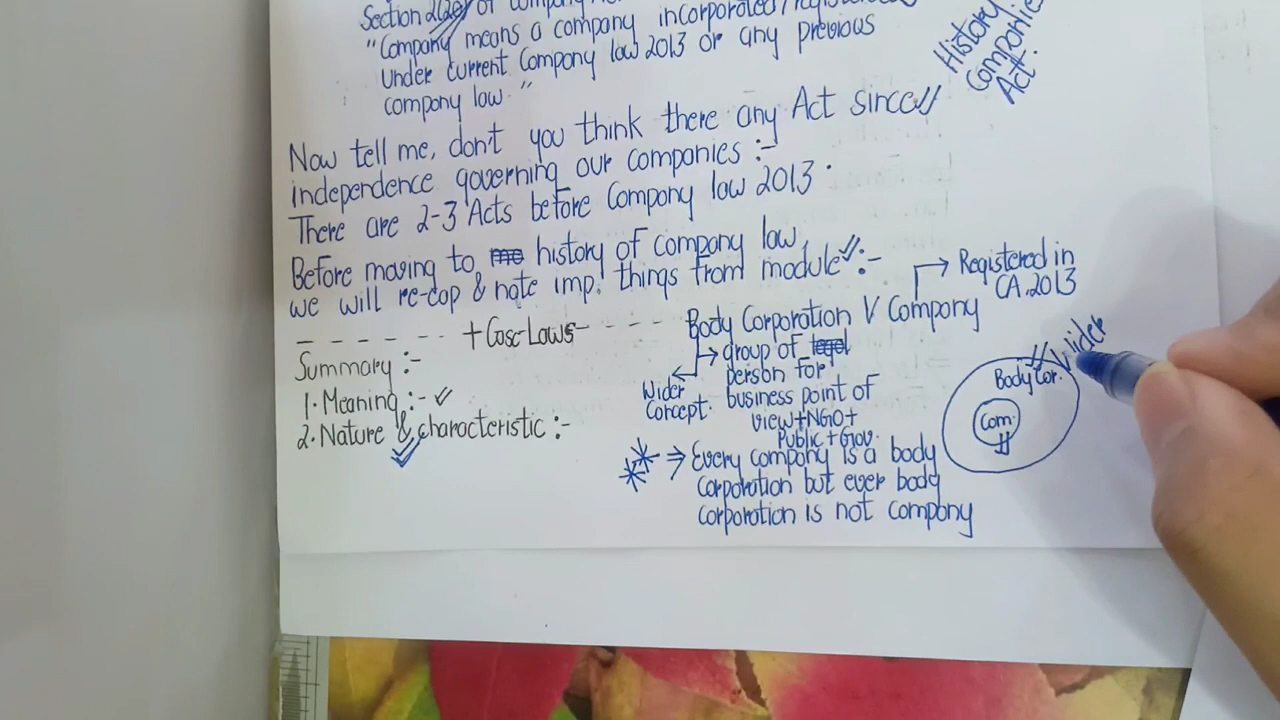 Section 2(20) of Company
"Company means a company incorporated/
Under current Company law 2013 or any previous
company law."
History
Companies
Act.
Now tell me, don't you think there any Act since
independence governing our companies :-
There are 2-3 Acts before Company law 2013.
Before moving to history of company law,
we will re-cap & note imp. things from module :-
+ Case Laws
Summary :-
1. Meaning :-
2. Nature & characteristic :-
Body Corporation V Company
Registered in
CA.2013
group of legal
person for
Wider
Concept.
business point of
view+NGO+
Public+Gov.
Every company is a body
Corporation but ever body
Corporation is not company
Body Cor.
Com.
Wider